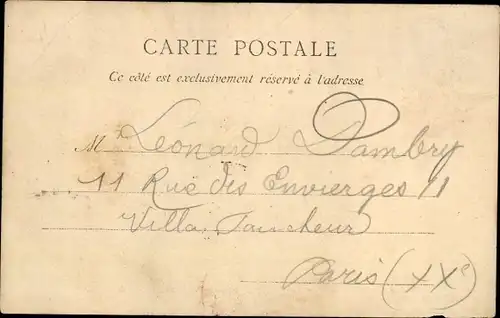 CARTE POSTALE
Ce côté est exclusivement réservé à l'adresse
Mr Léonard Dambry
11 Rue des Envierges 11
Villa Faucheur
Paris (XXe)